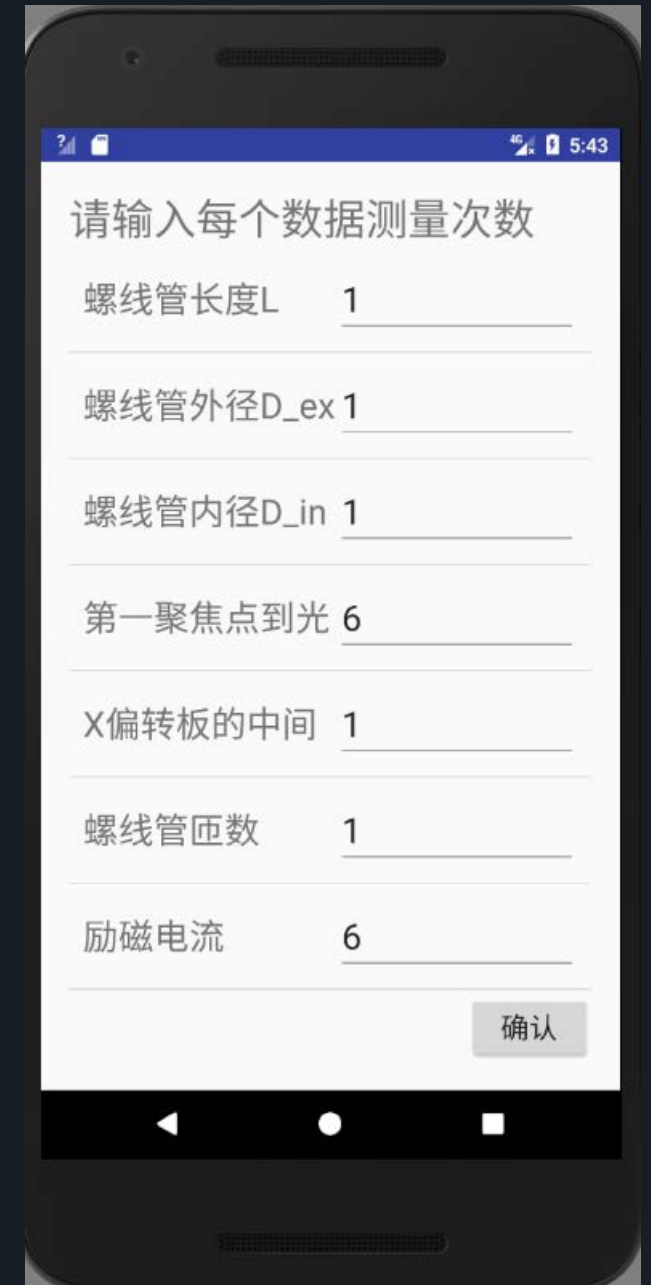 ? 4G 5:43
请输入每个数据测量次数
螺线管长度L 1
螺线管外径D_ex 1
螺线管内径D_in 1
第一聚焦点到光 6
X偏转板的中间 1
螺线管匝数 1
励磁电流 6
确认